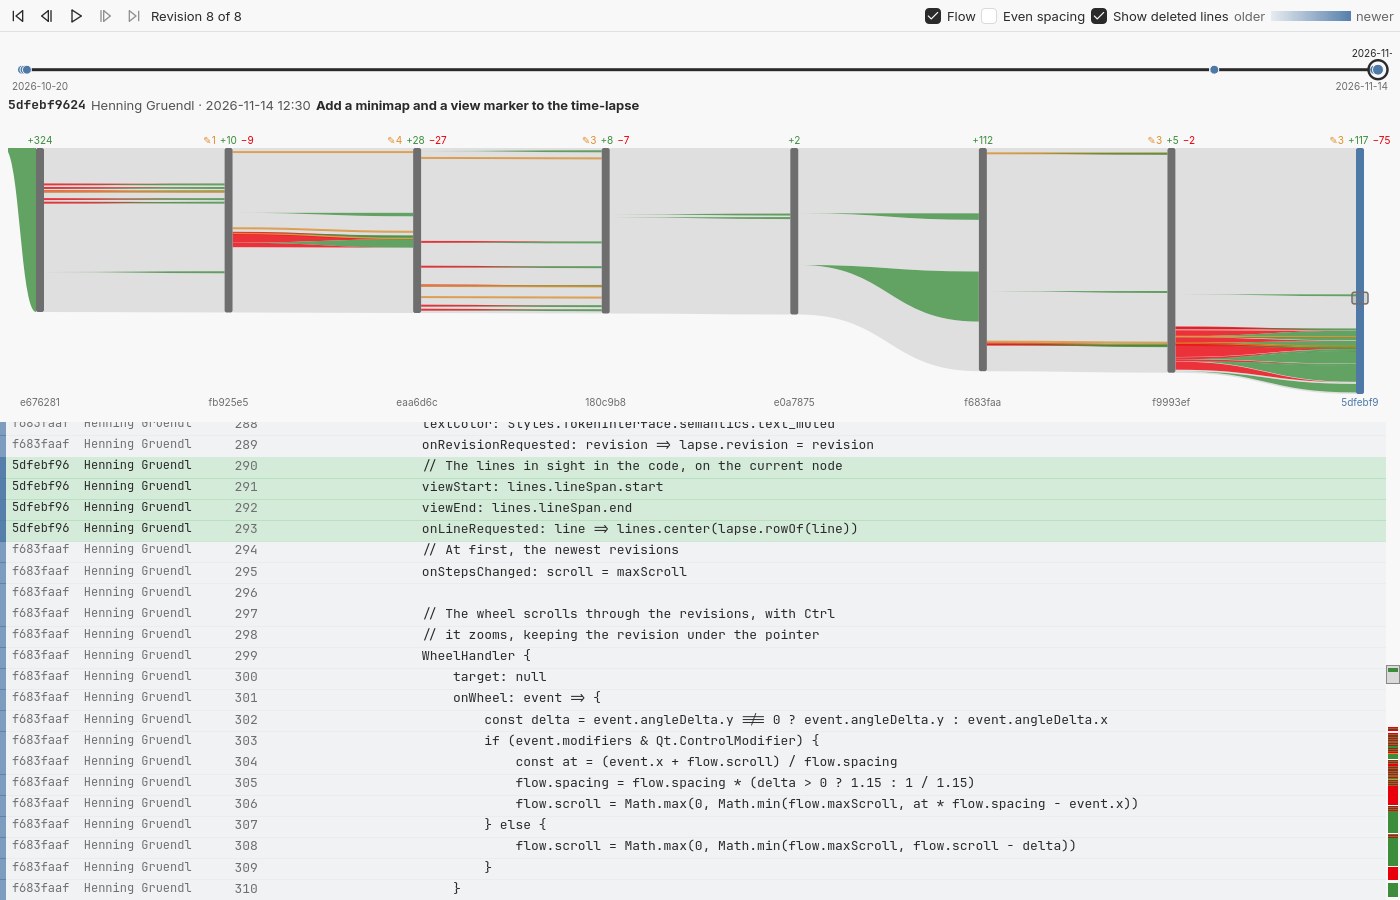 Revision 8 of 8
Flow
Even spacing
Show deleted lines
older
newer
2026-11-
2026-10-20
2026-11-14
5dfebf9624 Henning Gruendl · 2026-11-14 12:30 Add a minimap and a view marker to the time-lapse
+324
✎1 +10 −9
✎4 +28 −27
✎3 +8 −7
+2
+112
✎3 +5 −2
✎3 +117 −75
e676281
fb925e5
eaa6d6c
180c9b8
e0a7875
f683faa
f9993ef
5dfebf9
f683faaf Henning Gruendl 288 textColor: Styles.TokenInterface.semantics.text_muted
f683faaf Henning Gruendl 289 onRevisionRequested: revision => lapse.revision = revision
5dfebf96 Henning Gruendl 290 // The lines in sight in the code, on the current node
5dfebf96 Henning Gruendl 291 viewStart: lines.lineSpan.start
5dfebf96 Henning Gruendl 292 viewEnd: lines.lineSpan.end
5dfebf96 Henning Gruendl 293 onLineRequested: line => lines.center(lapse.rowOf(line))
f683faaf Henning Gruendl 294 // At first, the newest revisions
f683faaf Henning Gruendl 295 onStepsChanged: scroll = maxScroll
f683faaf Henning Gruendl 296
f683faaf Henning Gruendl 297 // The wheel scrolls through the revisions, with Ctrl
f683faaf Henning Gruendl 298 // it zooms, keeping the revision under the pointer
f683faaf Henning Gruendl 299 WheelHandler {
f683faaf Henning Gruendl 300 target: null
f683faaf Henning Gruendl 301 onWheel: event => {
f683faaf Henning Gruendl 302 const delta = event.angleDelta.y !== 0 ? event.angleDelta.y : event.angleDelta.x
f683faaf Henning Gruendl 303 if (event.modifiers & Qt.ControlModifier) {
f683faaf Henning Gruendl 304 const at = (event.x + flow.scroll) / flow.spacing
f683faaf Henning Gruendl 305 flow.spacing = flow.spacing * (delta > 0 ? 1.15 : 1 / 1.15)
f683faaf Henning Gruendl 306 flow.scroll = Math.max(0, Math.min(flow.maxScroll, at * flow.spacing - event.x))
f683faaf Henning Gruendl 307 } else {
f683faaf Henning Gruendl 308 flow.scroll = Math.max(0, Math.min(flow.maxScroll, flow.scroll - delta))
f683faaf Henning Gruendl 309 }
f683faaf Henning Gruendl 310 }